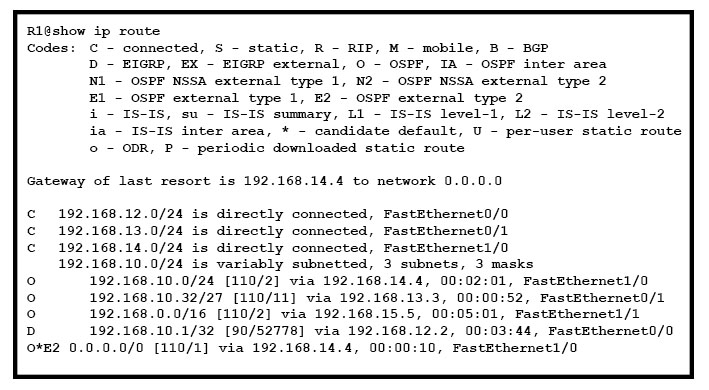 R1@show ip route
Codes: C - connected, S - static, R - RIP, M - mobile, B - BGP
D - EIGRP, EX - EIGRP external, O - OSPF, IA - OSPF inter area
N1 - OSPF NSSA external type 1, N2 - OSPF NSSA external type 2
E1 - OSPF external type 1, E2 - OSPF external type 2
i - IS-IS, su - IS-IS summary, L1 - IS-IS level-1, L2 - IS-IS level-2
ia - IS-IS inter area, * - candidate default, U - per-user static route
o - ODR, P - periodic downloaded static route
Gateway of last resort is 192.168.14.4 to network 0.0.0.0
C 192.168.12.0/24 is directly connected, FastEthernet0/0
C 192.168.13.0/24 is directly connected, FastEthernet0/1
C 192.168.14.0/24 is directly connected, FastEthernet1/0
192.168.10.0/24 is variably subnetted, 3 subnets, 3 masks
O 192.168.10.0/24 [110/2] via 192.168.14.4, 00:02:01, FastEthernet1/0
O 192.168.10.32/27 [110/11] via 192.168.13.3, 00:00:52, FastEthernet0/1
O 192.168.0.0/16 [110/2] via 192.168.15.5, 00:05:01, FastEthernet1/1
D 192.168.10.1/32 [90/52778] via 192.168.12.2, 00:03:44, FastEthernet0/0
O*E2 0.0.0.0/0 [110/1] via 192.168.14.4, 00:00:10, FastEthernet1/0